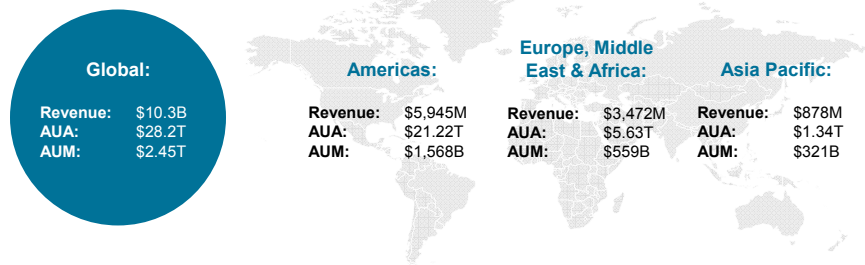 Global:
Revenue: $10.3B
AUA: $28.2T
AUM: $2.45T
Americas:
Revenue: $5,945M
AUA: $21.22T
AUM: $1,568B
Europe, Middle
East & Africa:
Revenue: $3,472M
AUA: $5.63T
AUM: $559B
Asia Pacific:
Revenue: $878M
AUA: $1.34T
AUM: $321B